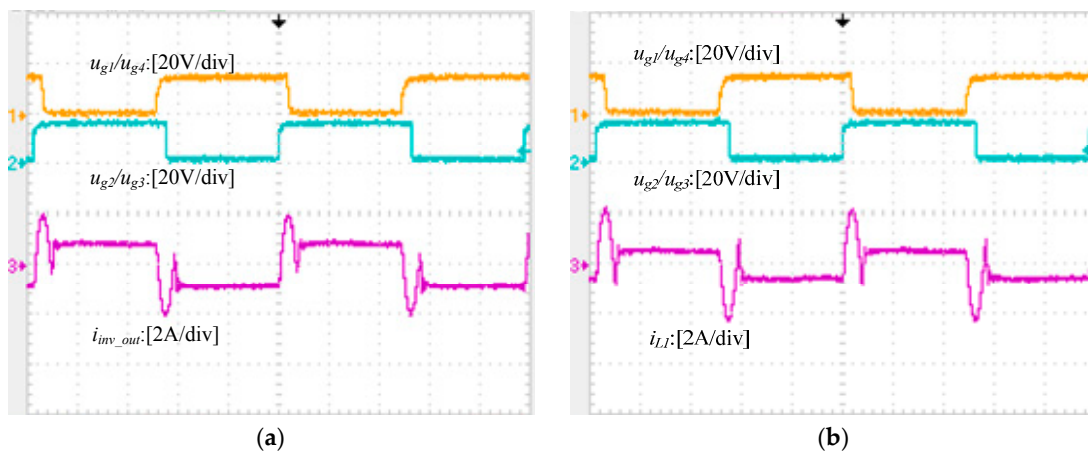 ug1/ug4:[20V/div]
1
2
ug2/ug3:[20V/div]
3
iinv_out:[2A/div]
(a)
ug1/ug4:[20V/div]
1
2
ug2/ug3:[20V/div]
3
iL1:[2A/div]
(b)